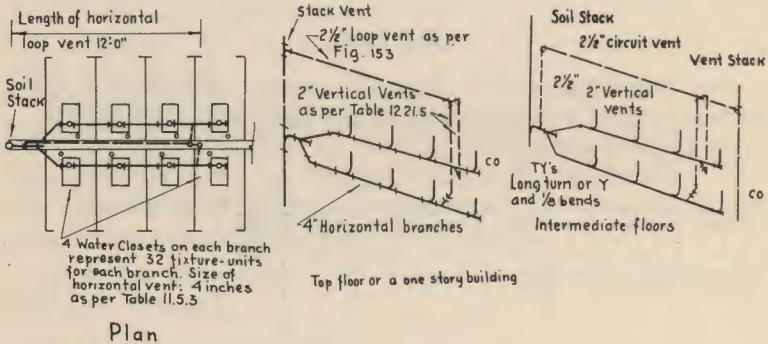 Length of horizontal
loop vent 12'-0"
Soil
Stack
4 Water Closets on each branch
represent 32 fixture-units
for each branch. Size of
horizontal vent: 4 inches
as per Table 11.5.3
Plan
Stack Vent
2½" loop vent as per
Fig. 153
2" Vertical Vents
as per Table 12.21.5
CO
4" Horizontal branches
Top floor or a one story building
Soil Stack
2½" circuit vent
Vent Stack
2½"
2" Vertical
vents
TY's
Long turn or Y
and ⅛ bends
CO
Intermediate floors